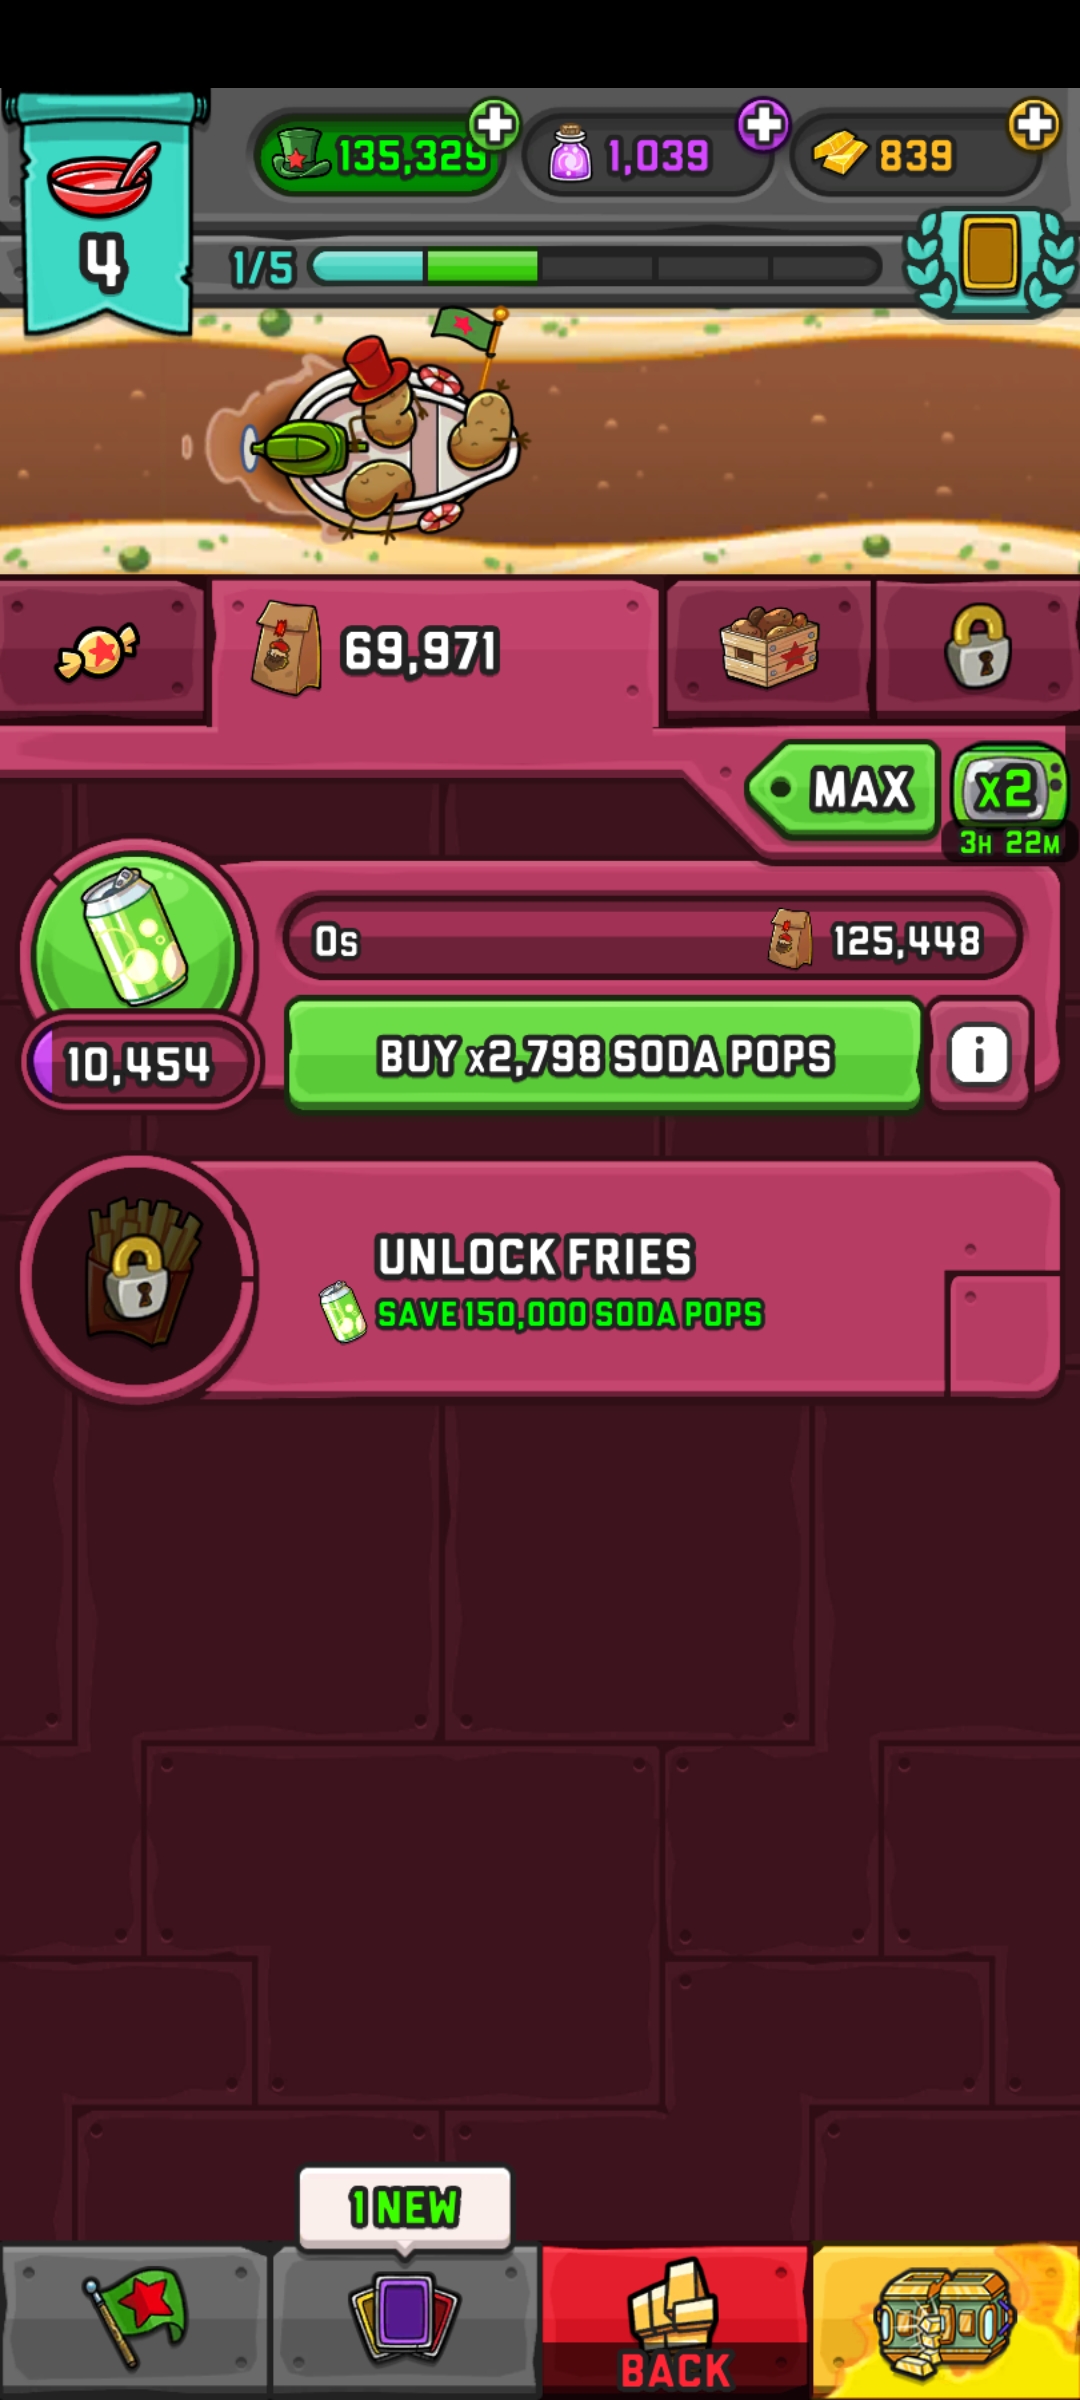 135,329
1,039
839
4
1/5
69,971
MAX
x2
3H 22M
0s
125,448
10,454
BUY x2,798 SODA POPS
i
UNLOCK FRIES
SAVE 150,000 SODA POPS
1 NEW
BACK